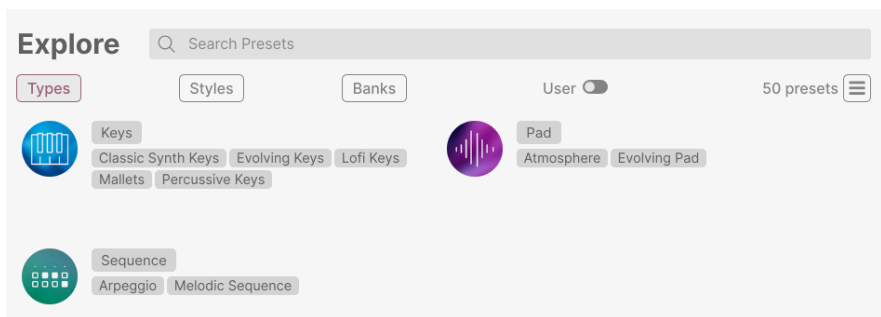 Explore
Search Presets
Types Styles Banks User 50 presets
Keys
Classic Synth Keys Evolving Keys Lofi Keys
Mallets Percussive Keys
Pad
Atmosphere Evolving Pad
Sequence
Arpeggio Melodic Sequence